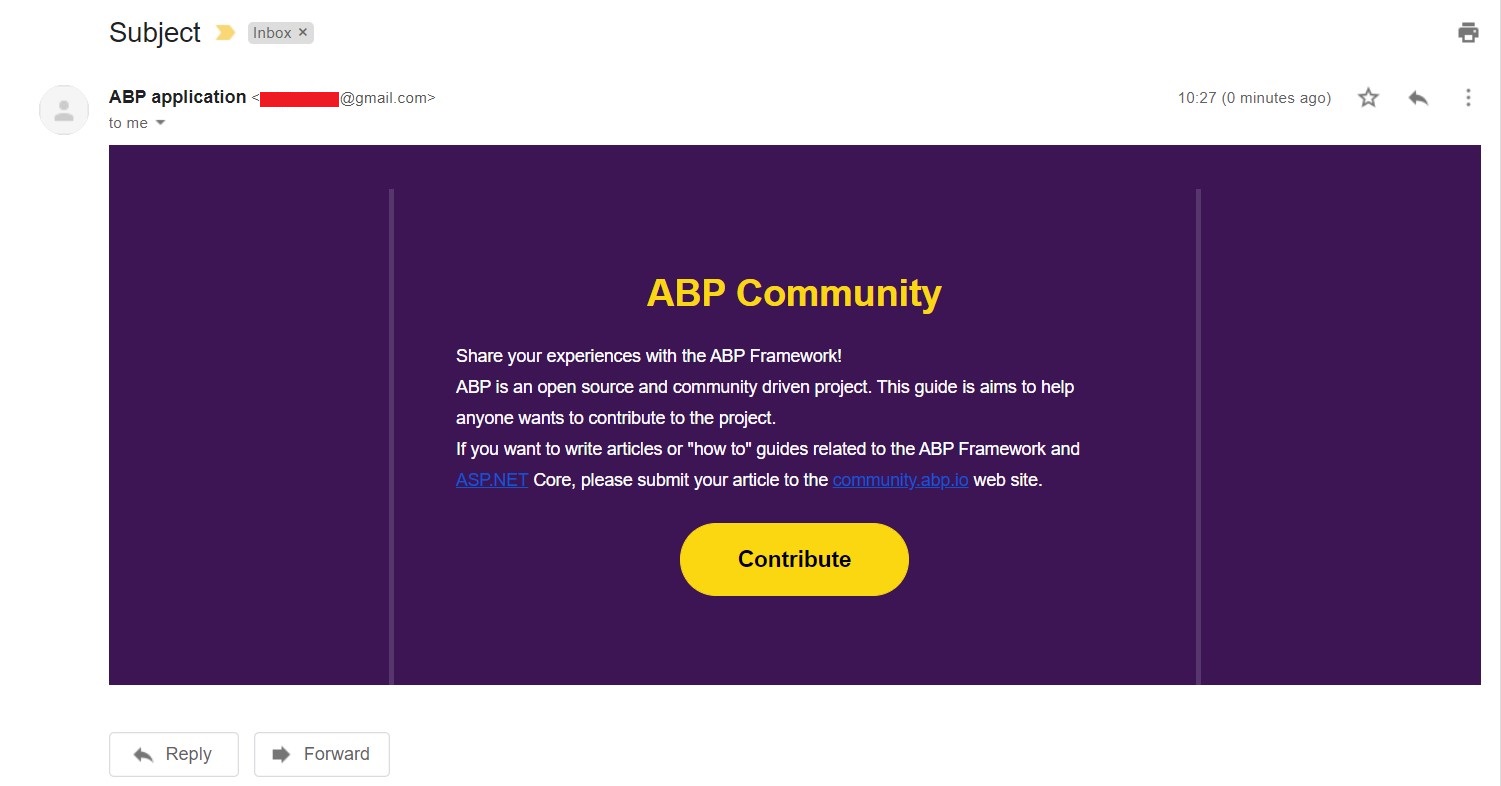 Subject
Inbox ×
ABP application <@gmail.com>
10:27 (0 minutes ago)
to me
ABP Community
Share your experiences with the ABP Framework!
ABP is an open source and community driven project. This guide is aims to help
anyone wants to contribute to the project.
If you want to write articles or "how to" guides related to the ABP Framework and
ASP.NET Core, please submit your article to the community.abp.io web site.
Contribute
Reply
Forward